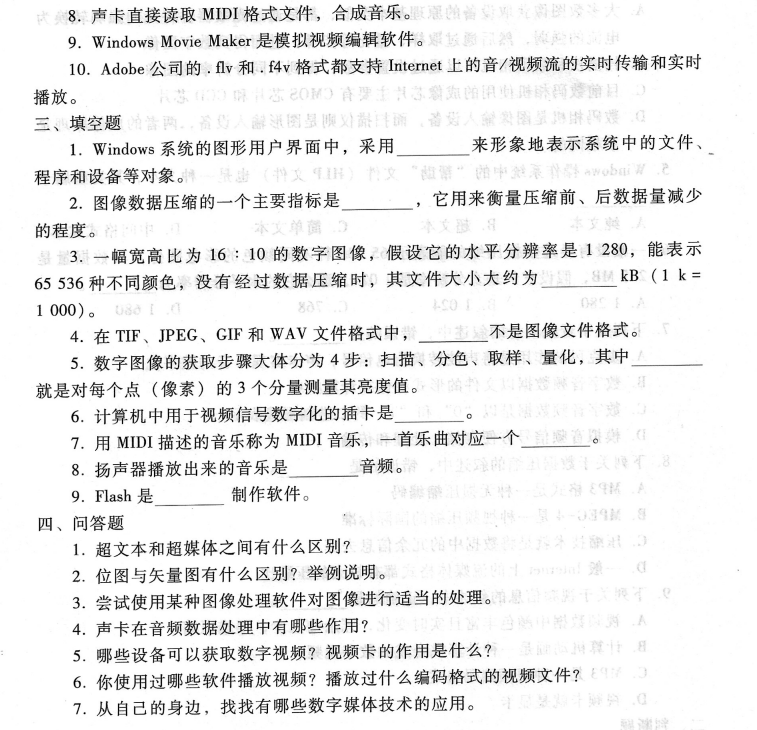 8. 声卡直接读取 MIDI 格式文件，合成音乐。
9. Windows Movie Maker 是模拟视频编辑软件。
10. Adobe 公司的 .flv 和 .f4v 格式都支持 Internet 上的音/视频流的实时传输和实时
播放。
三、填空题
1. Windows 系统的图形用户界面中，采用________来形象地表示系统中的文件、
程序和设备等对象。
2. 图像数据压缩的一个主要指标是________，它用来衡量压缩前、后数据量减少
的程度。
3. 一幅宽高比为 16：10 的数字图像，假设它的水平分辨率是 1 280，能表示
65 536 种不同颜色，没有经过数据压缩时，其文件大小大约为________kB（1 k =
1 000）。
4. 在 TIF、JPEG、GIF 和 WAV 文件格式中，________不是图像文件格式。
5. 数字图像的获取步骤大体分为 4 步：扫描、分色、取样、量化，其中________
就是对每个点（像素）的 3 个分量测量其亮度值。
6. 计算机中用于视频信号数字化的插卡是________。
7. 用 MIDI 描述的音乐称为 MIDI 音乐，一首乐曲对应一个________。
8. 扬声器播放出来的音乐是________音频。
9. Flash 是________制作软件。
四、问答题
1. 超文本和超媒体之间有什么区别？
2. 位图与矢量图有什么区别？举例说明。
3. 尝试使用某种图像处理软件对图像进行适当的处理。
4. 声卡在音频数据处理中有哪些作用？
5. 哪些设备可以获取数字视频？视频卡的作用是什么？
6. 你使用过哪些软件播放视频？播放过什么编码格式的视频文件？
7. 从自己的身边，找找有哪些数字媒体技术的应用。